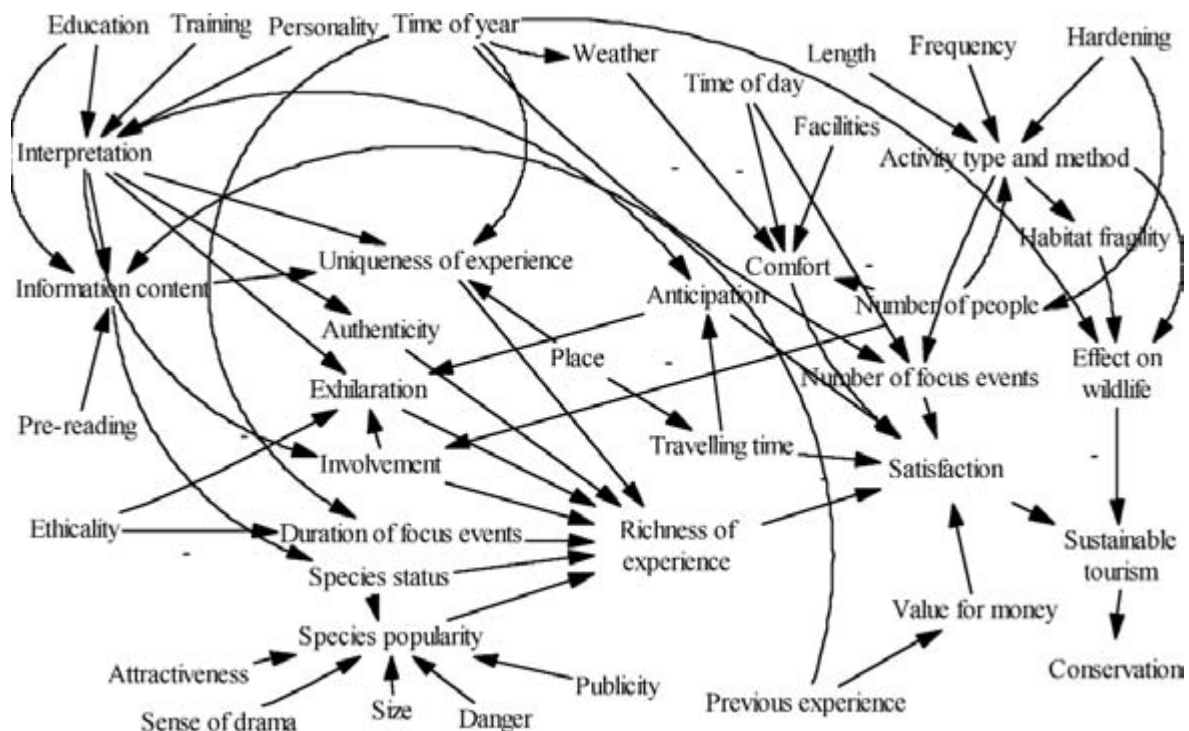 Education
Training
Personality
Time of year
Weather
Length
Frequency
Hardening
Time of day
Facilities
Interpretation
Activity type and method
-
-
-
Habitat fragility
Uniqueness of experience
Comfort
-
Information content
Anticipation
Number of people
Authenticity
Place
Number of focus events
Effect on
wildlife
Exhilaration
Pre-reading
-
Travelling time
Involvement
Satisfaction
-
Ethicality
Duration of focus events
Richness of
experience
Sustainable
tourism
-
Species status
Value for money
Species popularity
Attractiveness
Publicity
Conservation
Sense of drama
Size
Danger
Previous experience